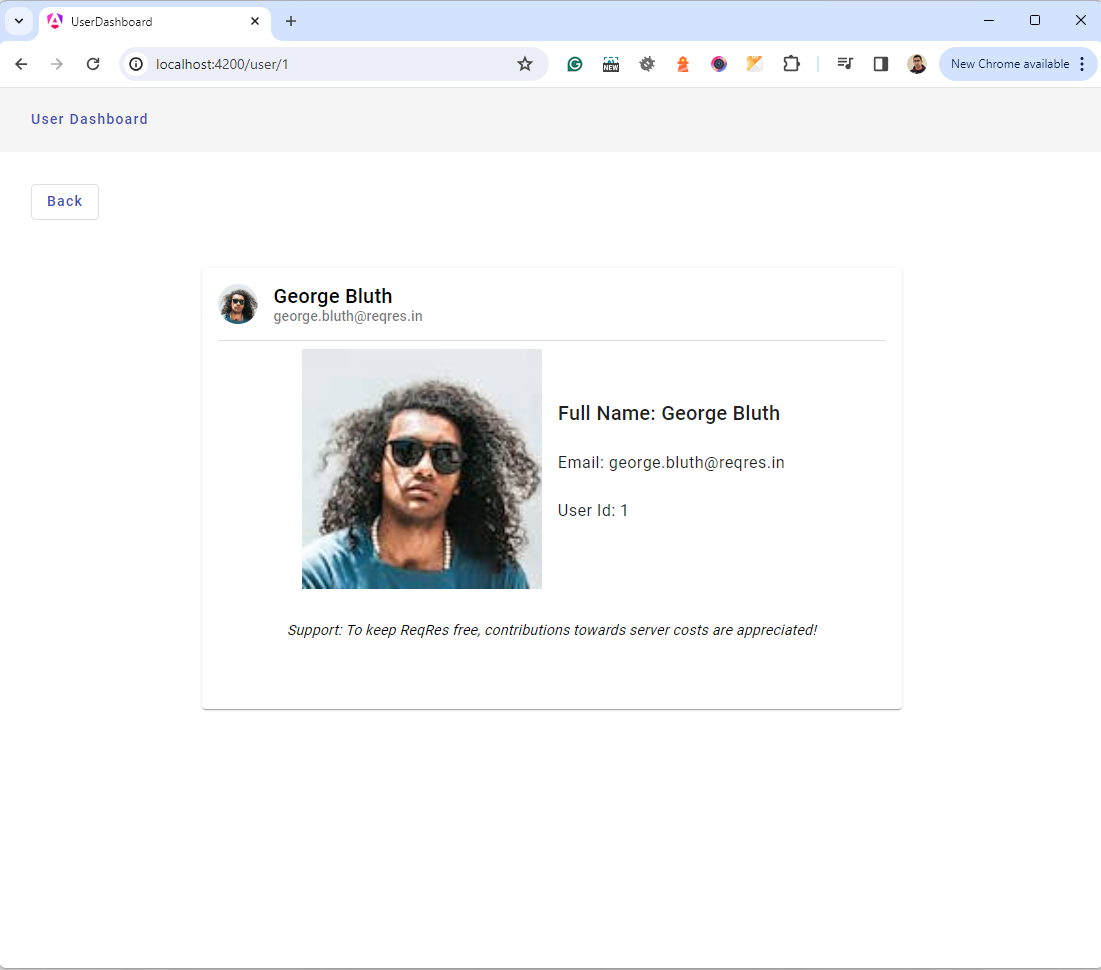 UserDashboard
localhost:4200/user/1
NEW
New Chrome available
User Dashboard
Back
George Bluth
george.bluth@reqres.in
Full Name: George Bluth
Email: george.bluth@reqres.in
User Id: 1
Support: To keep ReqRes free, contributions towards server costs are appreciated!